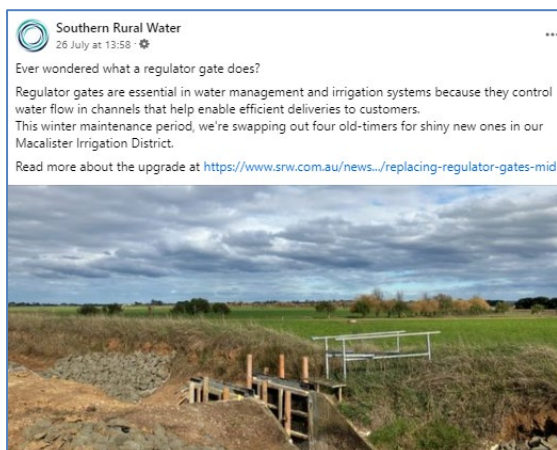 Southern Rural Water
26 July at 13:58 ·
Ever wondered what a regulator gate does?
Regulator gates are essential in water management and irrigation systems because they control
water flow in channels that help enable efficient deliveries to customers.
This winter maintenance period, we're swapping out four old-timers for shiny new ones in our
Macalister Irrigation District.
Read more about the upgrade at https://www.srw.com.au/news.../replacing-regulator-gates-mid